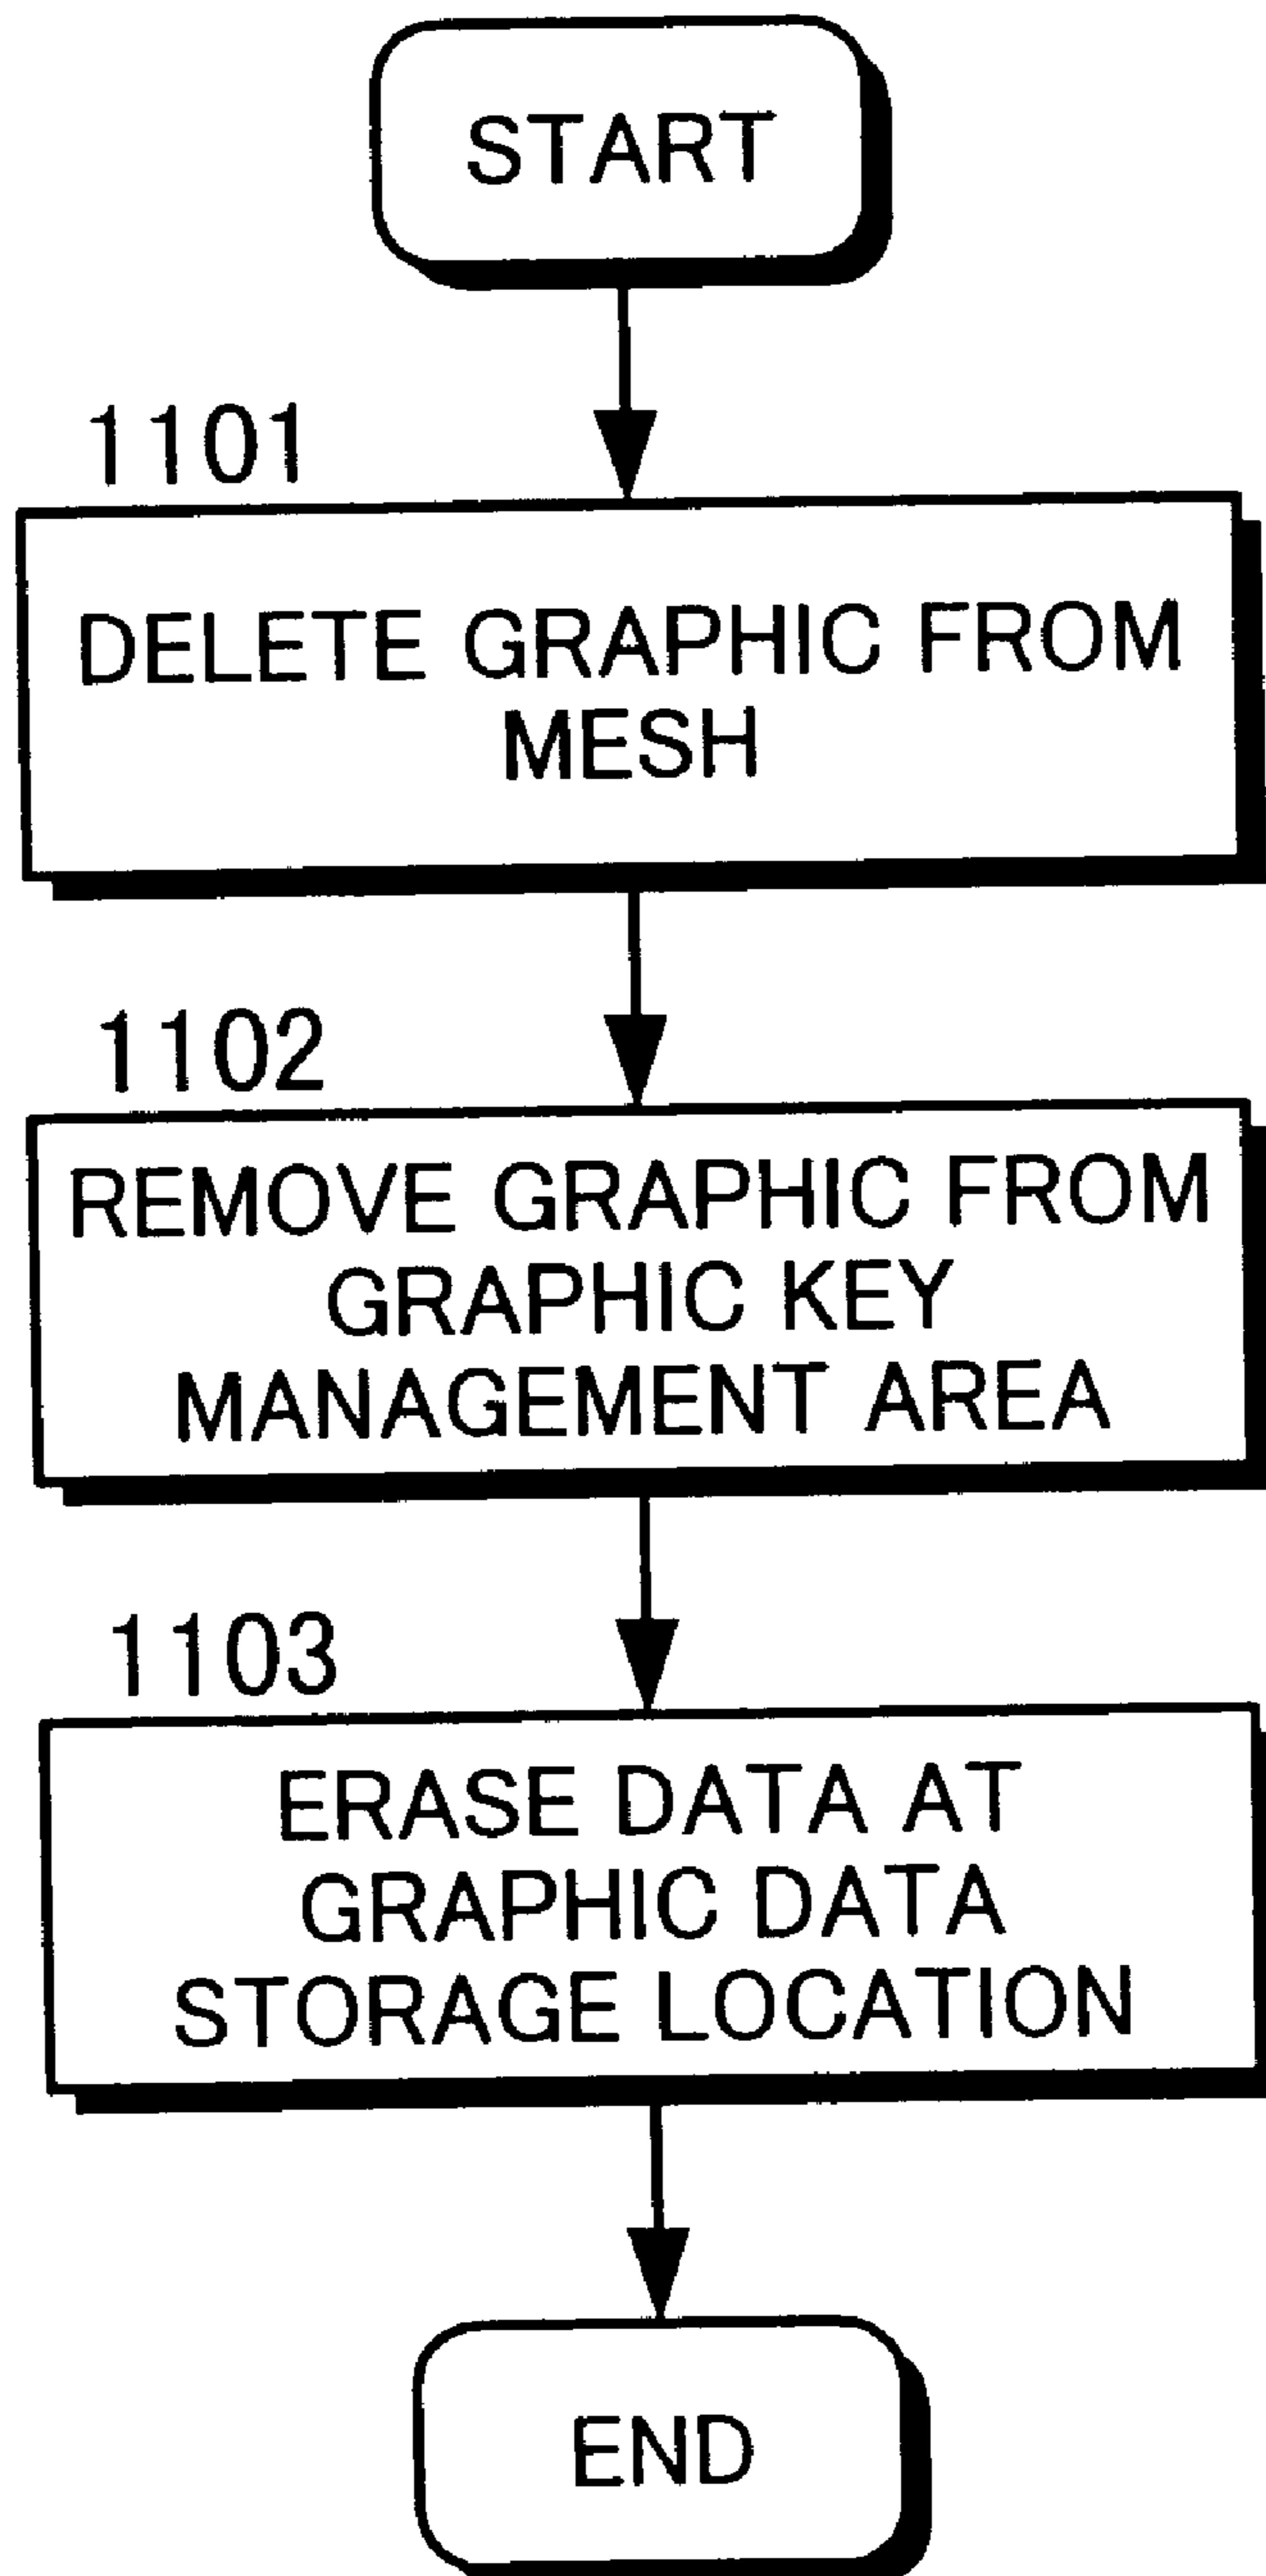 START
1101
DELETE GRAPHIC FROM
MESH
1102
REMOVE GRAPHIC FROM
GRAPHIC KEY
MANAGEMENT AREA
1103
ERASE DATA AT
GRAPHIC DATA
STORAGE LOCATION
END